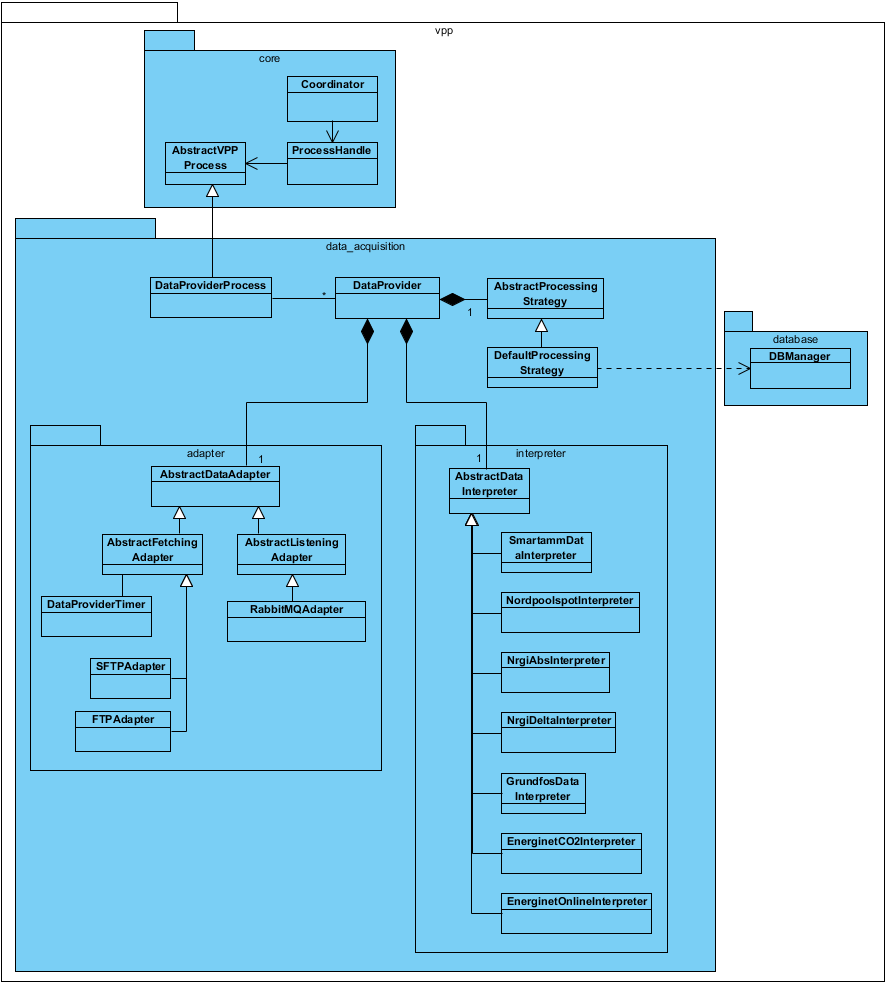 vpp
core
Coordinator
AbstractVPP
Process
ProcessHandle
data_acquisition
DataProviderProcess
*
DataProvider
1
AbstractProcessing
Strategy
DefaultProcessing
Strategy
database
DBManager
adapter
1
AbstractDataAdapter
AbstractFetching
Adapter
AbstractListening
Adapter
DataProviderTimer
RabbitMQAdapter
SFTPAdapter
FTPAdapter
interpreter
1
AbstractData
Interpreter
SmartammDat
aInterpreter
NordpoolspotInterpreter
NrgiAbsInterpreter
NrgiDeltaInterpreter
GrundfosData
Interpreter
EnerginetCO2Interpreter
EnerginetOnlineInterpreter